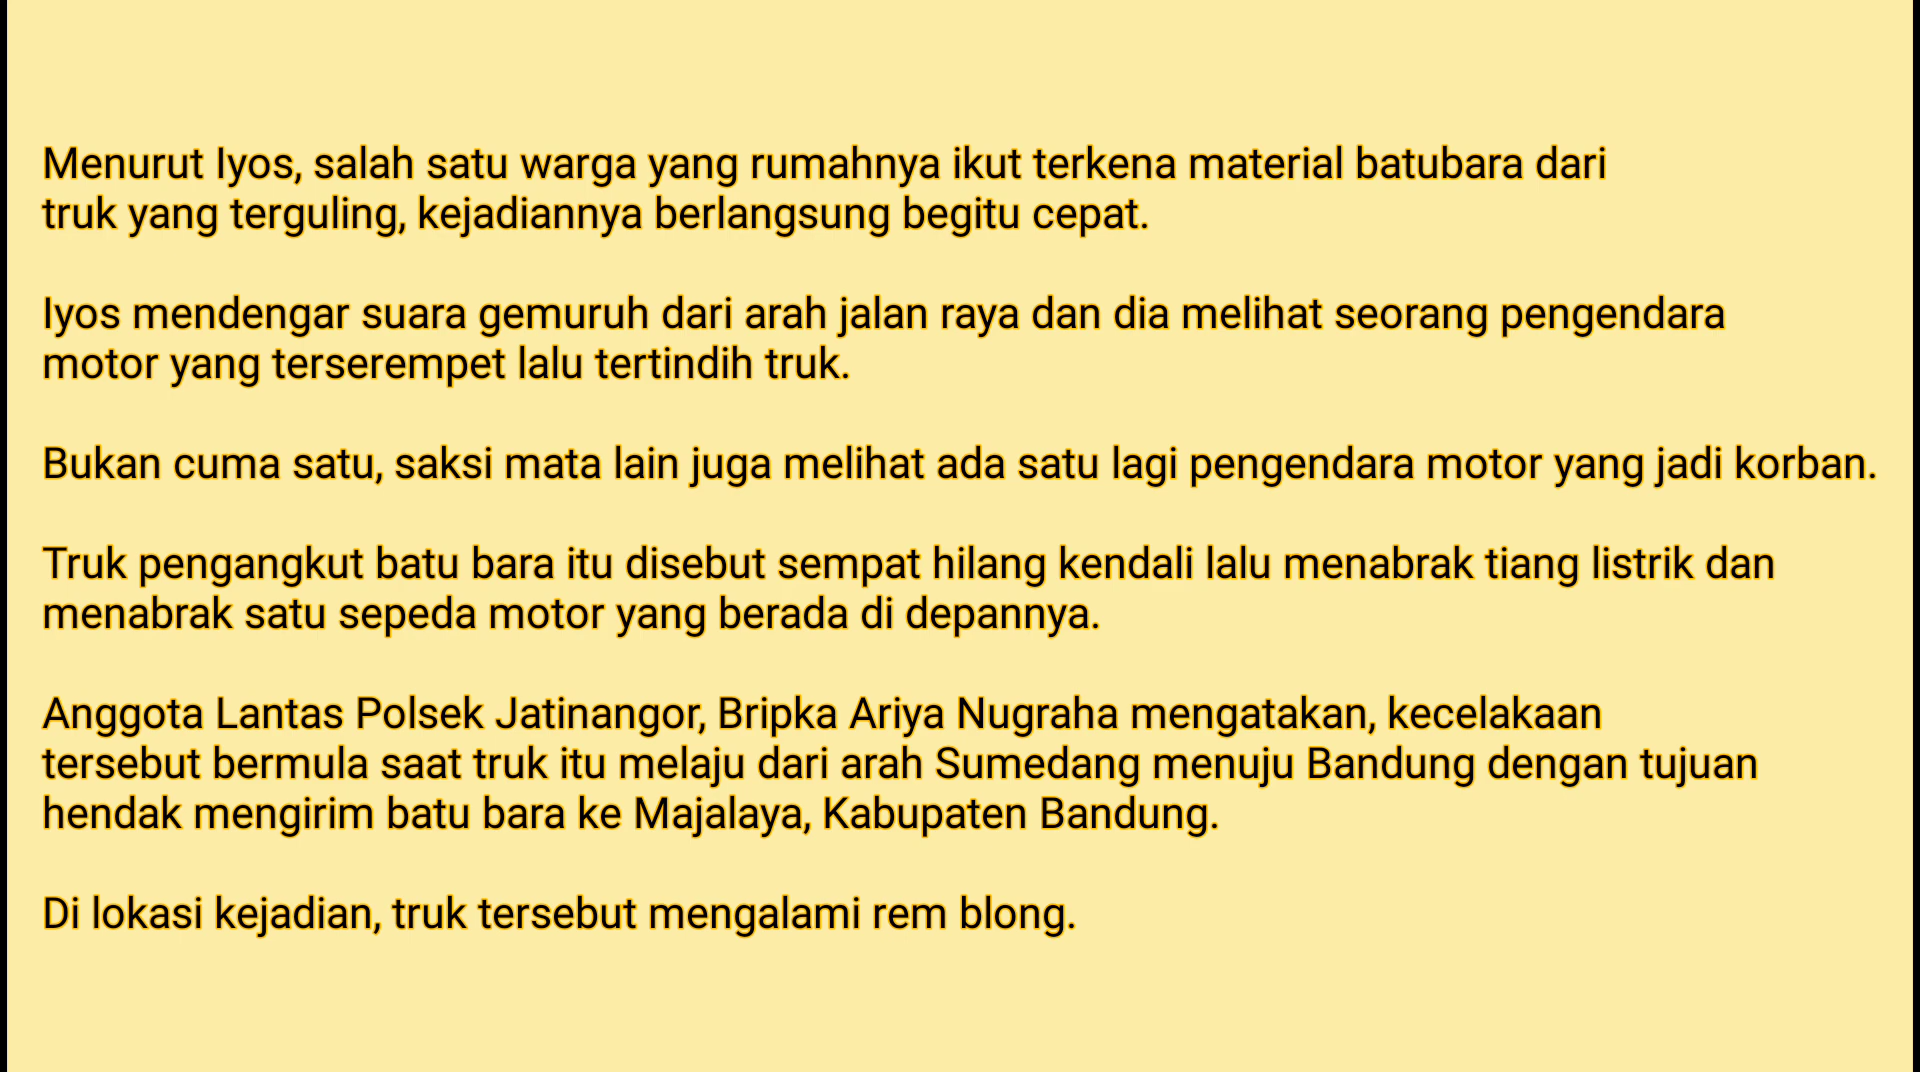 Menurut Iyos, salah satu warga yang rumahnya ikut terkena material batubara dari
truk yang terguling, kejadiannya berlangsung begitu cepat.
Iyos mendengar suara gemuruh dari arah jalan raya dan dia melihat seorang pengendara
motor yang terserempet lalu tertindih truk.
Bukan cuma satu, saksi mata lain juga melihat ada satu lagi pengendara motor yang jadi korban.
Truk pengangkut batu bara itu disebut sempat hilang kendali lalu menabrak tiang listrik dan
menabrak satu sepeda motor yang berada di depannya.
Anggota Lantas Polsek Jatinangor, Bripka Ariya Nugraha mengatakan, kecelakaan
tersebut bermula saat truk itu melaju dari arah Sumedang menuju Bandung dengan tujuan
hendak mengirim batu bara ke Majalaya, Kabupaten Bandung.
Di lokasi kejadian, truk tersebut mengalami rem blong.